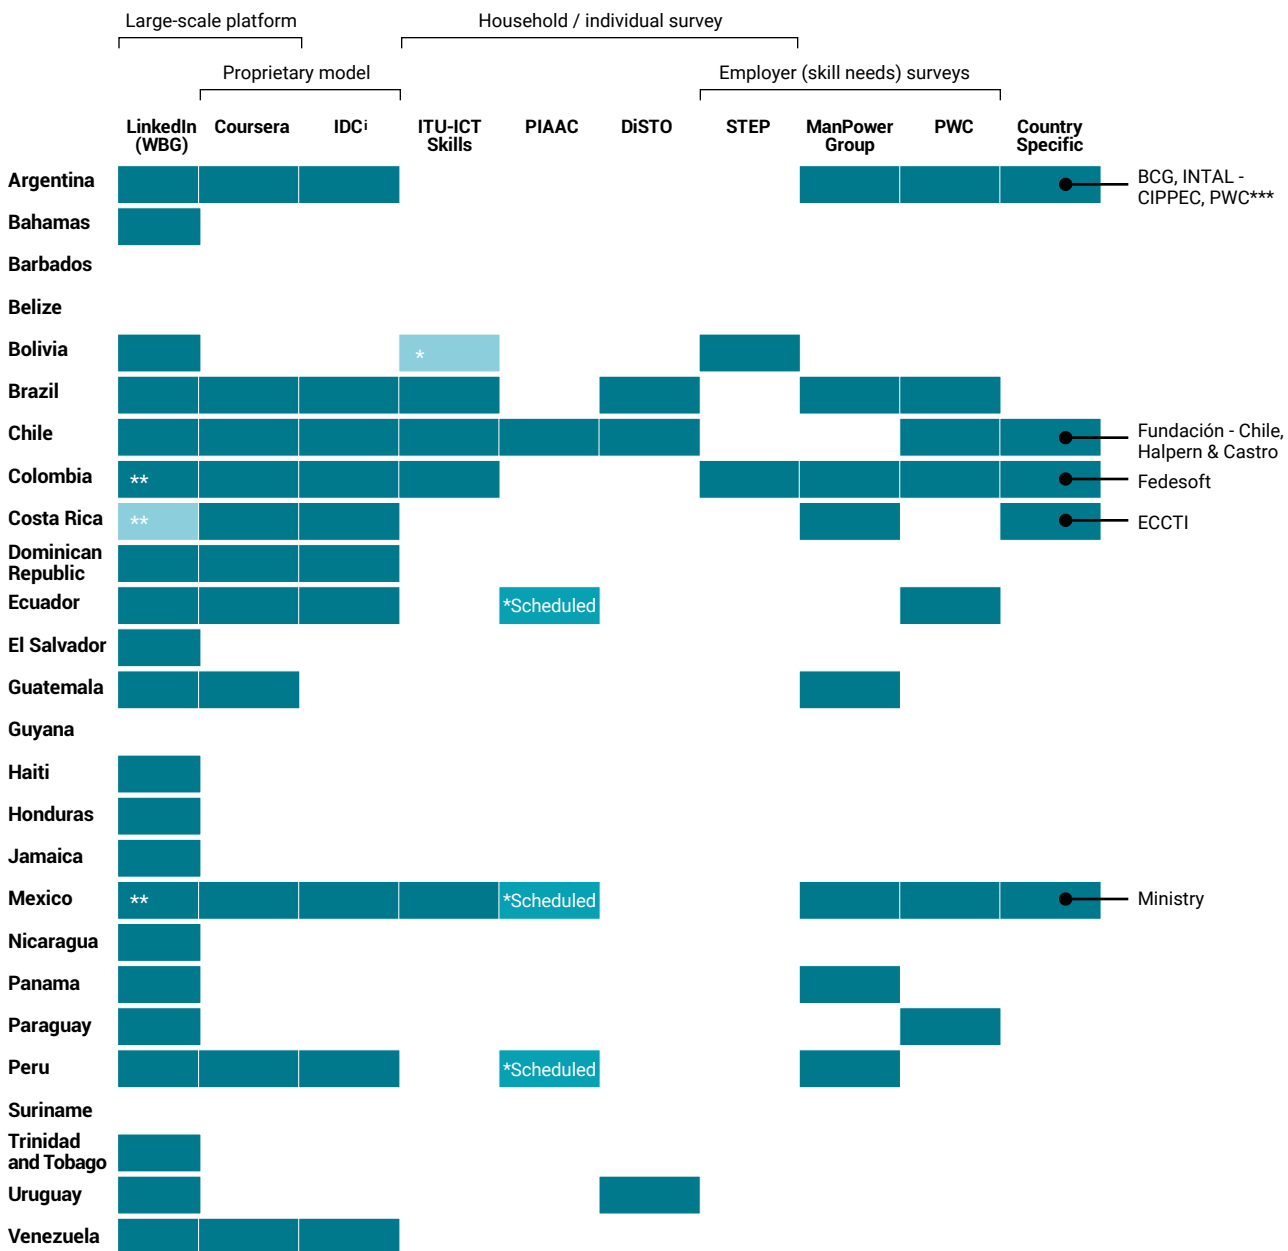 Large-scale platform
Household / individual survey
Proprietary model
Employer (skill needs) surveys
LinkedIn (WBG)
Coursera
IDCi
ITU-ICT Skills
PIAAC
DiSTO
STEP
ManPower Group
PWC
Country Specific
Argentina
BCG, INTAL -
CIPPEC, PWC***
Bahamas
Barbados
Belize
Bolivia
*
Brazil
Chile
Fundación - Chile,
Halpern & Castro
Colombia
**
Fedesoft
Costa Rica
**
ECCTI
Dominican
Republic
Ecuador
*Scheduled
El Salvador
Guatemala
Guyana
Haiti
Honduras
Jamaica
Mexico
**
*Scheduled
Ministry
Nicaragua
Panama
Paraguay
Peru
*Scheduled
Suriname
Trinidad
and Tobago
Uruguay
Venezuela